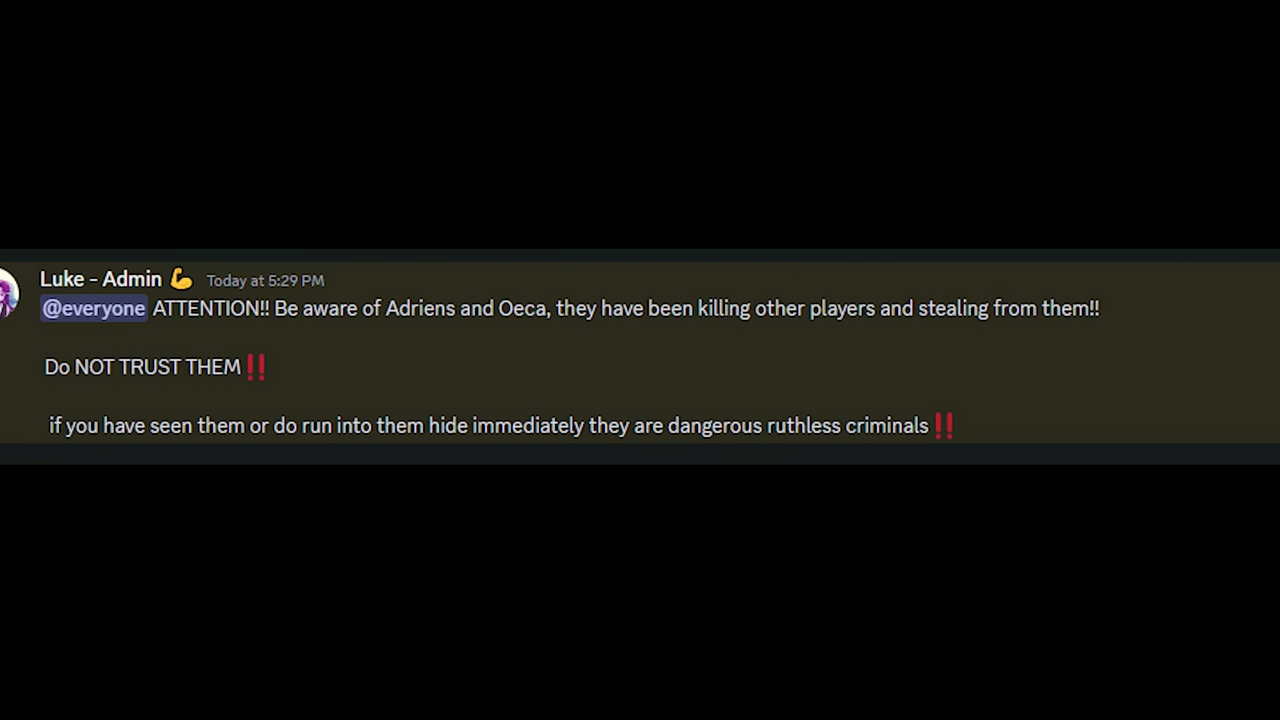 Luke - Admin 💪 Today at 5:29 PM
@everyone ATTENTION!! Be aware of Adriens and Oeca, they have been killing other players and stealing from them!!
Do NOT TRUST THEM‼️
if you have seen them or do run into them hide immediately they are dangerous ruthless criminals‼️